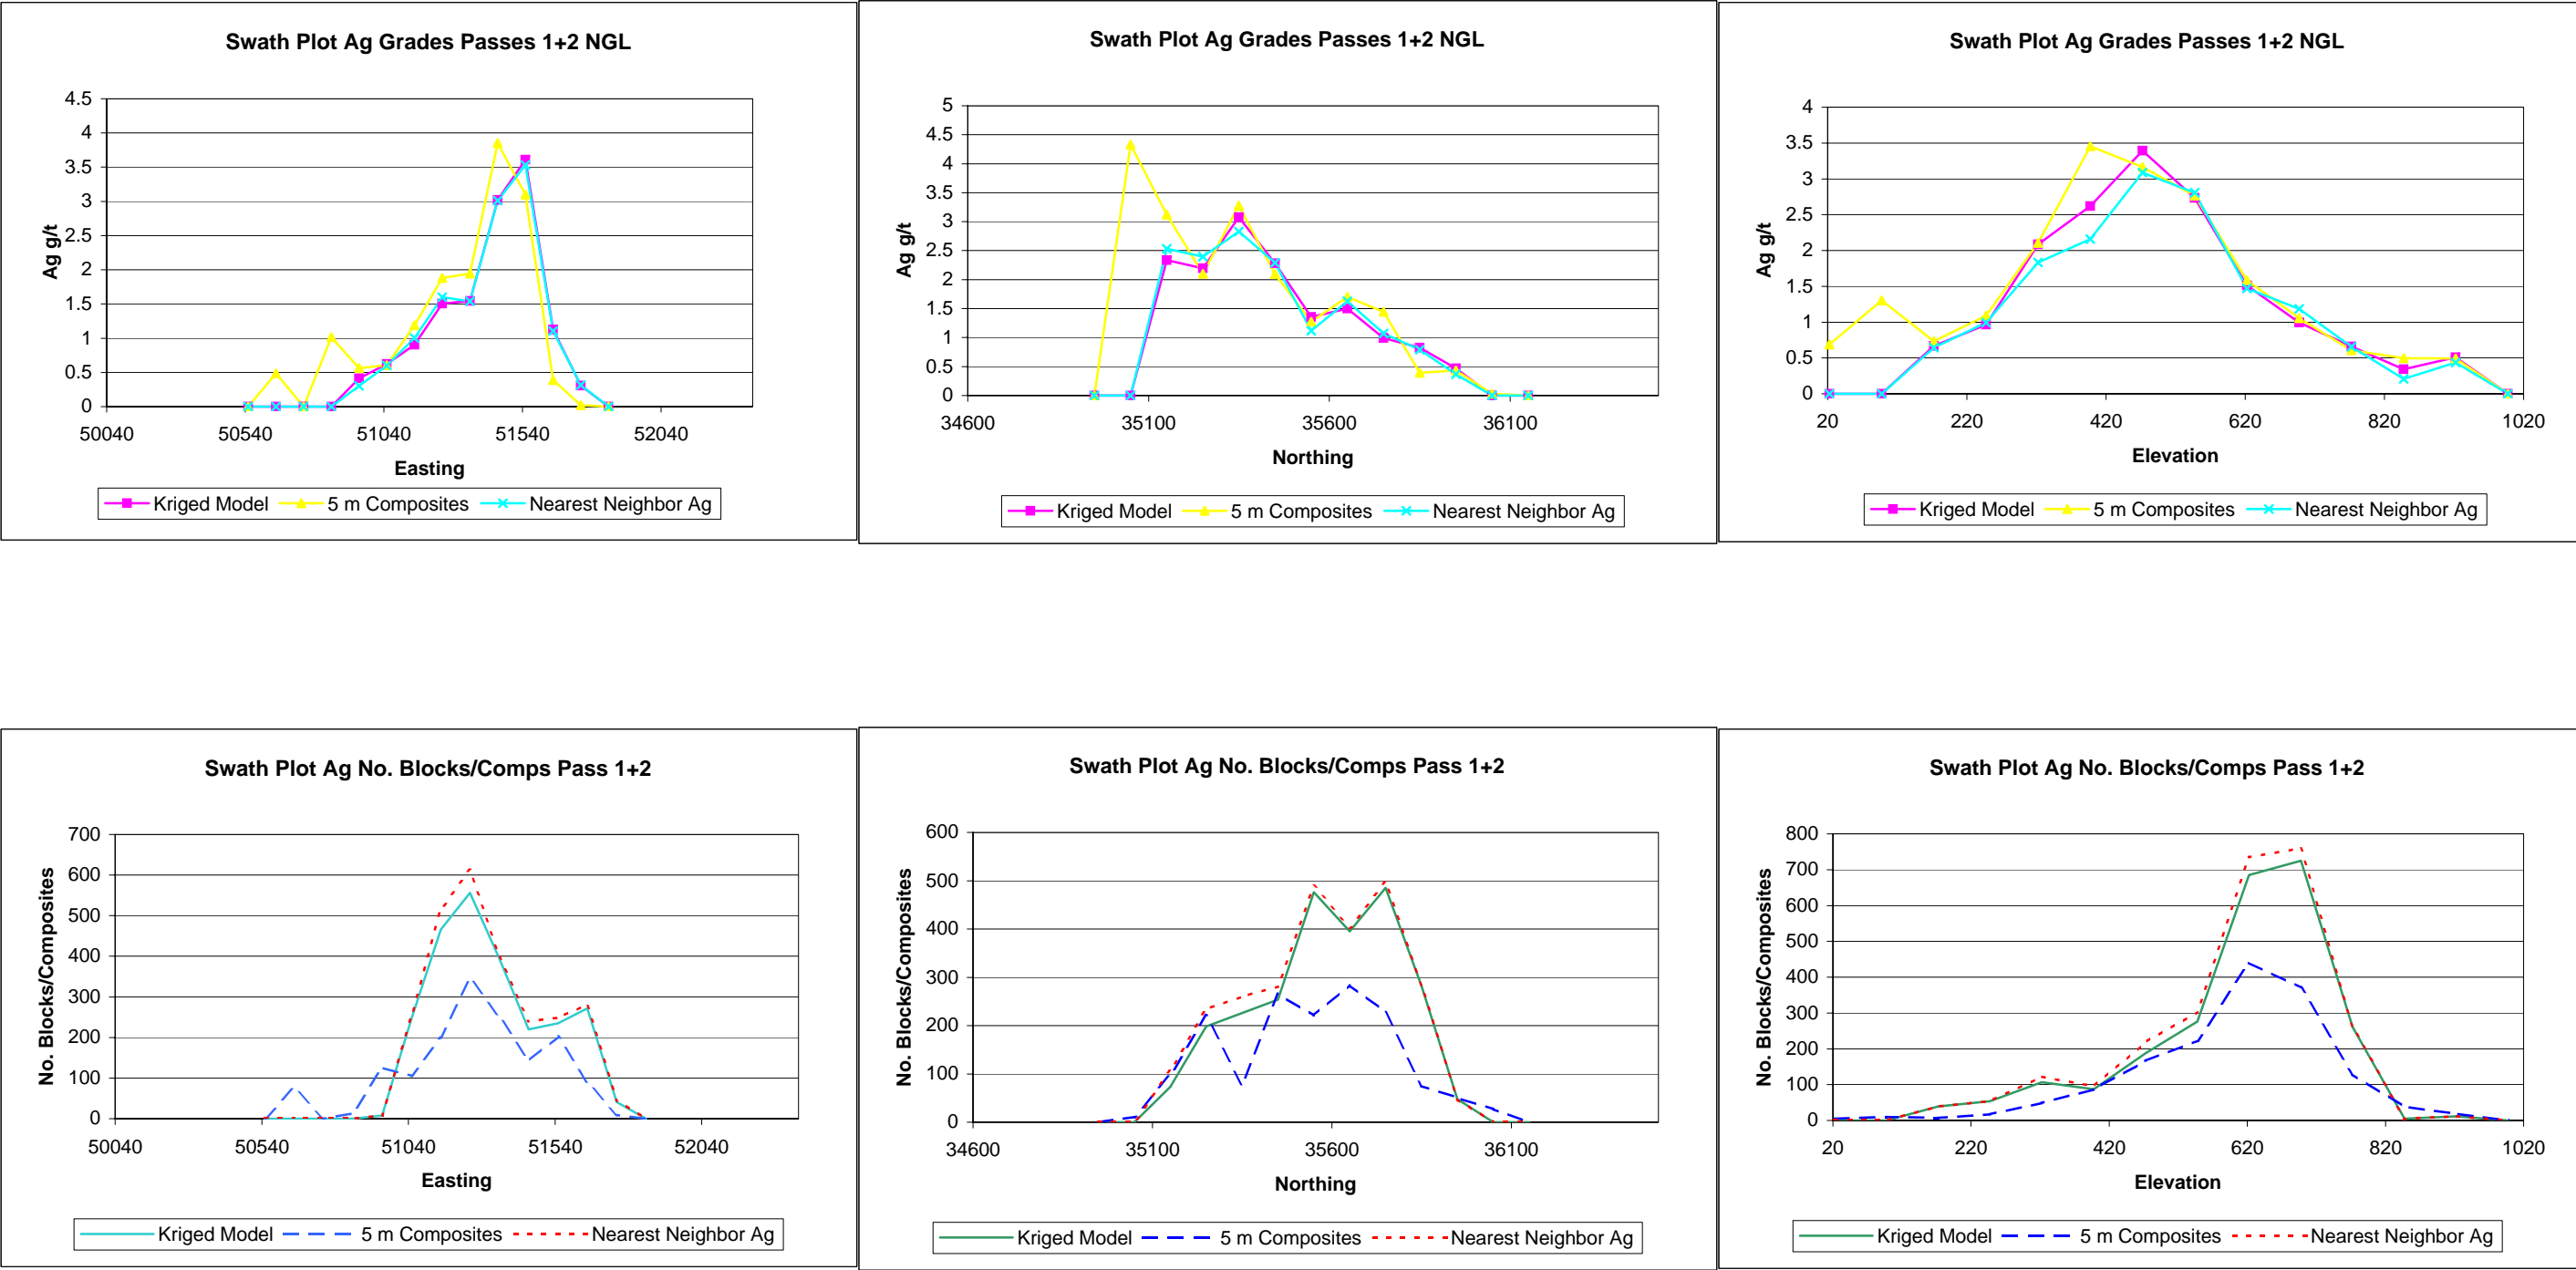 Swath Plot Ag Grades Passes 1+2 NGL
4.5
4
3.5
3
2.5
2
1.5
1
0.5
0
Ag g/t
50040 50540 51040 51540 52040
Easting
Kriged Model 5 m Composites Nearest Neighbor Ag
Swath Plot Ag Grades Passes 1+2 NGL
5
4.5
4
3.5
3
2.5
2
1.5
1
0.5
0
Ag g/t
34600 35100 35600 36100
Northing
Kriged Model 5 m Composites Nearest Neighbor Ag
Swath Plot Ag Grades Passes 1+2 NGL
4
3.5
3
2.5
2
1.5
1
0.5
0
Ag g/t
20 220 420 620 820 1020
Elevation
Kriged Model 5 m Composites Nearest Neighbor Ag
Swath Plot Ag No. Blocks/Comps Pass 1+2
700
600
500
400
300
200
100
0
No. Blocks/Composites
50040 50540 51040 51540 52040
Easting
Kriged Model 5 m Composites Nearest Neighbor Ag
Swath Plot Ag No. Blocks/Comps Pass 1+2
600
500
400
300
200
100
0
No. Blocks/Composites
34600 35100 35600 36100
Northing
Kriged Model 5 m Composites Nearest Neighbor Ag
Swath Plot Ag No. Blocks/Comps Pass 1+2
800
700
600
500
400
300
200
100
0
No. Blocks/Composites
20 220 420 620 820 1020
Elevation
Kriged Model 5 m Composites Nearest Neighbor Ag